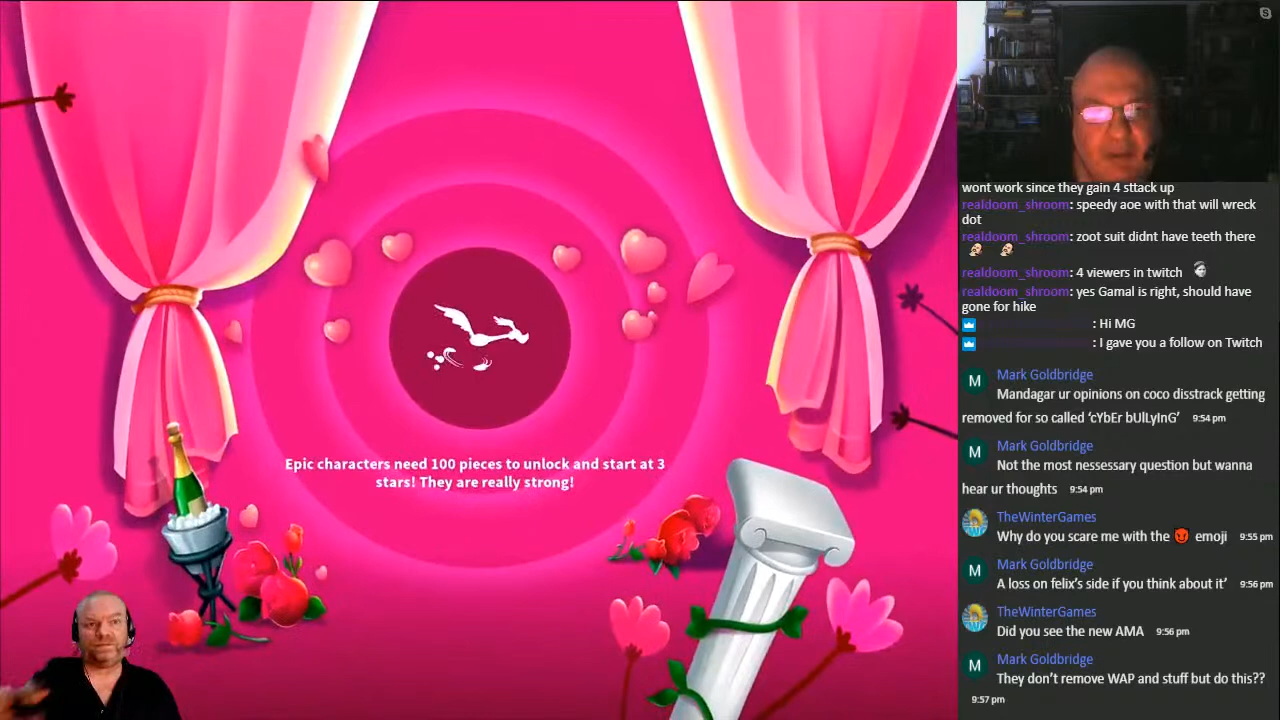 Epic characters need 100 pieces to unlock and start at 3
stars! They are really strong!
wont work since they gain 4 sttack up
realdoom_shroom: speedy aoe with that will wreck
dot
realdoom_shroom: zoot suit didnt have teeth there
realdoom_shroom: 4 viewers in twitch
realdoom_shroom: yes Gamal is right, should have
gone for hike
: Hi MG
: I gave you a follow on Twitch
M Mark Goldbridge
Mandagar ur opinions on coco disstrack getting
removed for so called ‘cYbEr bUlLyInG’ 9:54 pm
M Mark Goldbridge
Not the most nessessary question but wanna
hear ur thoughts 9:54 pm
TheWinterGames
Why do you scare me with the 😈 emoji 9:55 pm
M Mark Goldbridge
A loss on felix’s side if you think about it’ 9:56 pm
TheWinterGames
Did you see the new AMA 9:56 pm
M Mark Goldbridge
They don’t remove WAP and stuff but do this??
9:57 pm